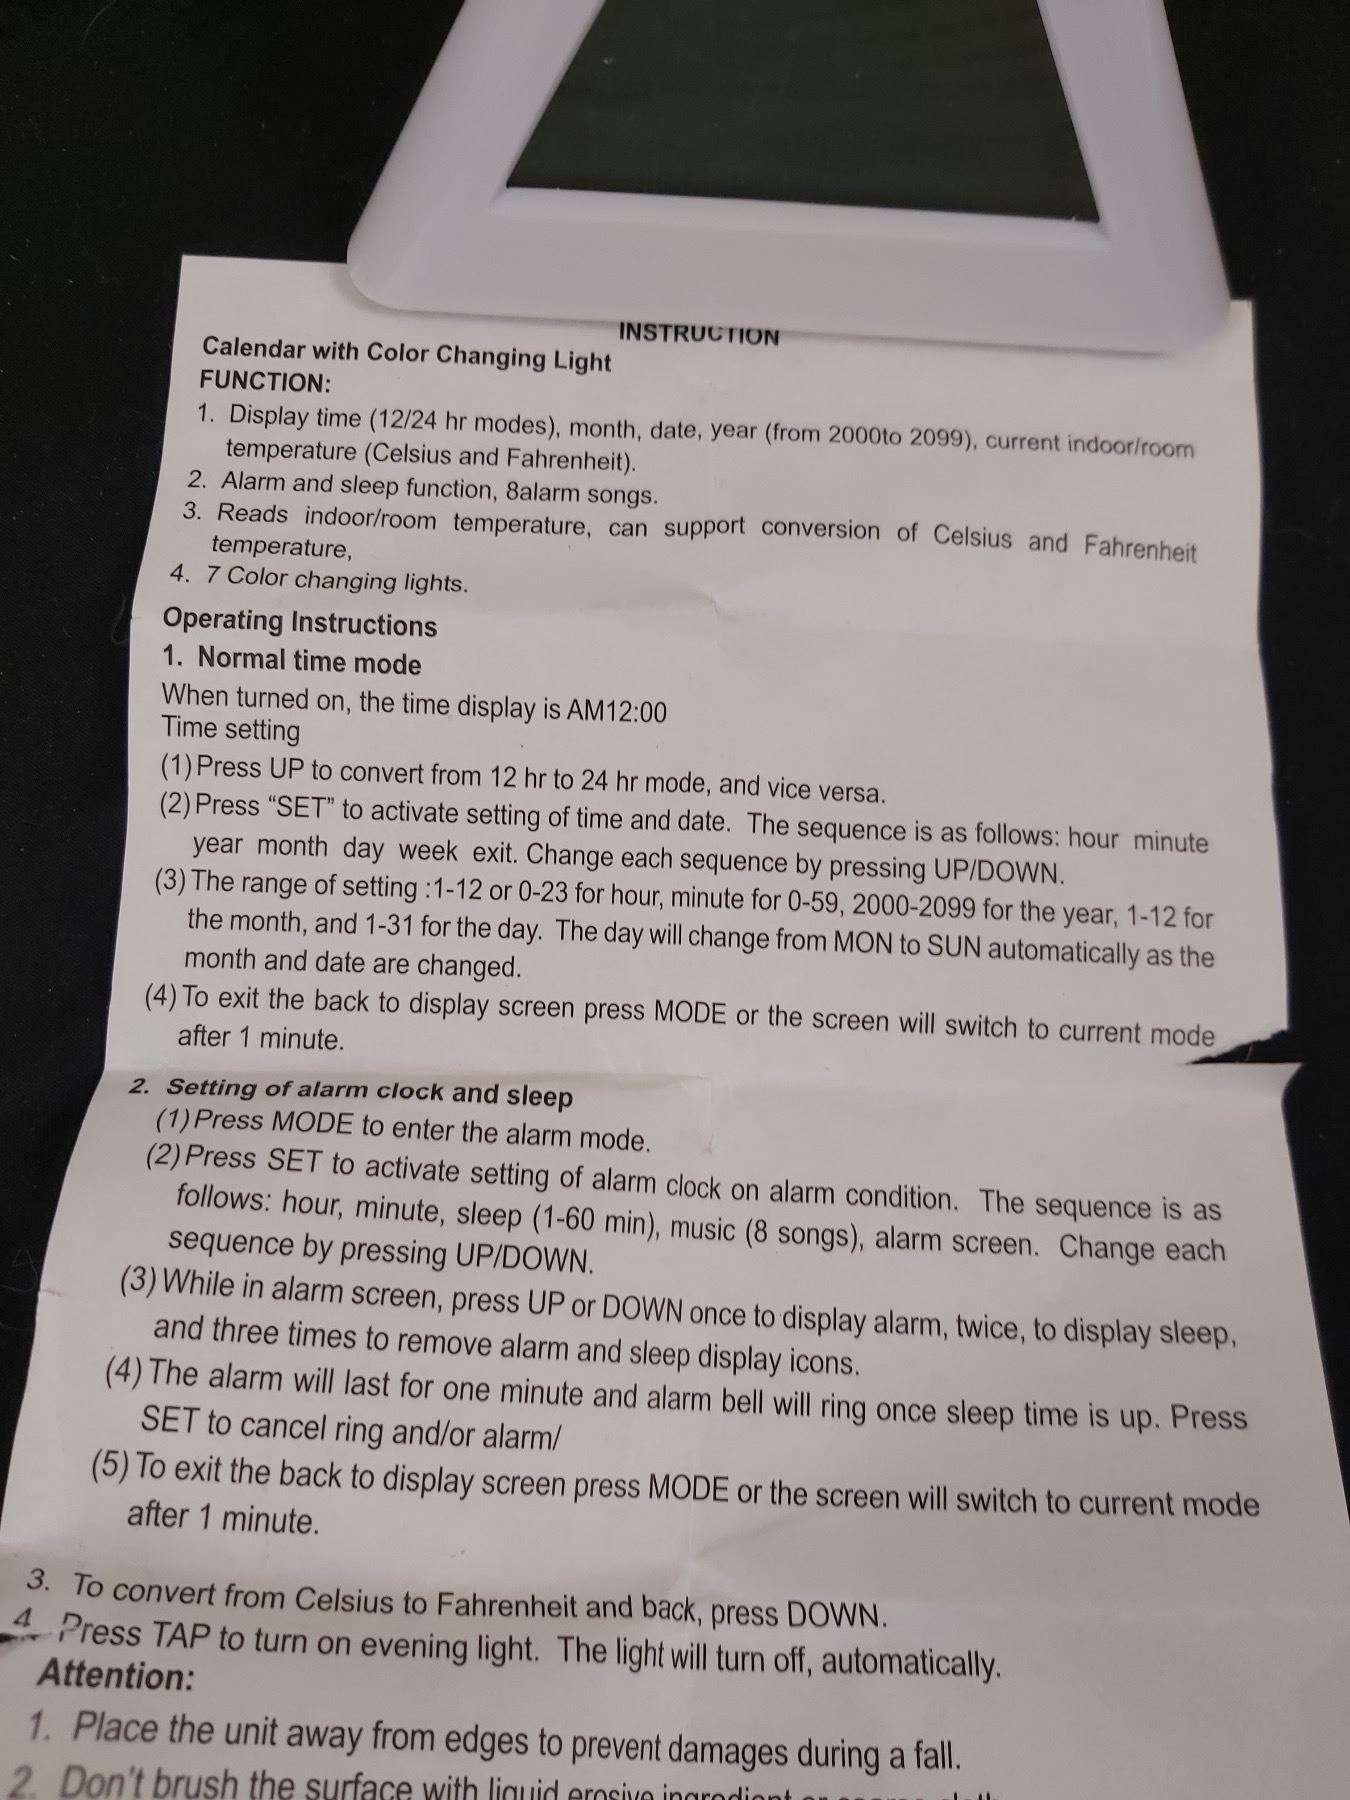 INSTRUCTION
Calendar with Color Changing Light
FUNCTION:
1. Display time (12/24 hr modes), month, date, year (from 2000to 2099), current indoor/room
temperature (Celsius and Fahrenheit).
2. Alarm and sleep function, 8alarm songs.
3. Reads indoor/room temperature, can support conversion of Celsius and Fahrenheit
temperature,
4. 7 Color changing lights.
Operating Instructions
1. Normal time mode
When turned on, the time display is AM12:00
Time setting
(1) Press UP to convert from 12 hr to 24 hr mode, and vice versa.
(2) Press “SET” to activate setting of time and date. The sequence is as follows: hour minute
year month day week exit. Change each sequence by pressing UP/DOWN.
(3) The range of setting :1-12 or 0-23 for hour, minute for 0-59, 2000-2099 for the year, 1-12 for
the month, and 1-31 for the day. The day will change from MON to SUN automatically as the
month and date are changed.
(4) To exit the back to display screen press MODE or the screen will switch to current mode
after 1 minute.
2. Setting of alarm clock and sleep
(1) Press MODE to enter the alarm mode.
(2) Press SET to activate setting of alarm clock on alarm condition. The sequence is as
follows: hour, minute, sleep (1-60 min), music (8 songs), alarm screen. Change each
sequence by pressing UP/DOWN.
(3) While in alarm screen, press UP or DOWN once to display alarm, twice, to display sleep,
and three times to remove alarm and sleep display icons.
(4) The alarm will last for one minute and alarm bell will ring once sleep time is up. Press
SET to cancel ring and/or alarm/
(5) To exit the back to display screen press MODE or the screen will switch to current mode
after 1 minute.
3. To convert from Celsius to Fahrenheit and back, press DOWN.
4 Press TAP to turn on evening light. The light will turn off, automatically.
Attention:
1. Place the unit away from edges to prevent damages during a fall.
2. Don't brush the surface with liquid erosive ingredient or